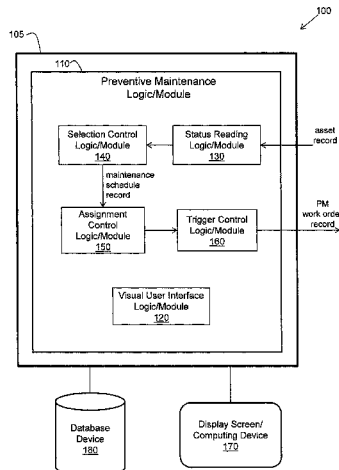 100
105
110
Preventive Maintenance
Logic/Module
Selection Control
Logic/Module
140
Status Reading
Logic/Module
130
asset
record
maintenance
schedule
record
Assignment
Control
Logic/Module
150
Trigger Control
Logic/Module
160
PM
work order
record
Visual User Interface
Logic/Module
120
Database
Device
180
Display Screen/
Computing Device
170